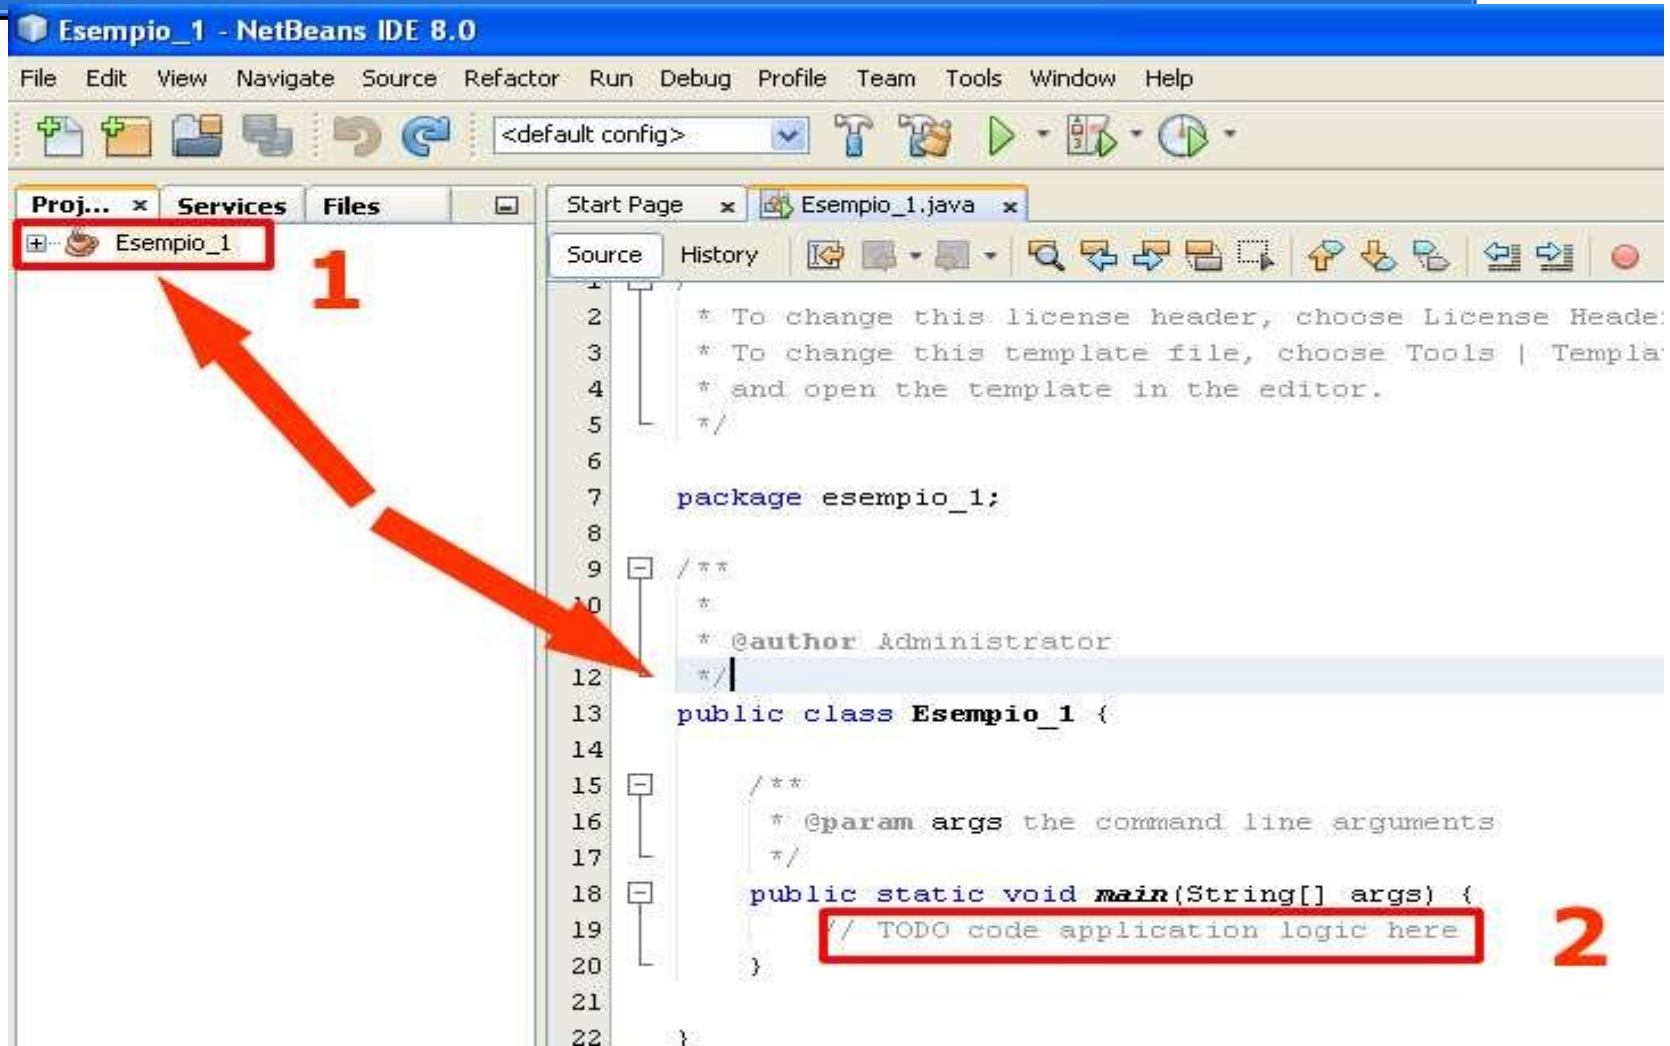 Esempio_1 - NetBeans IDE 8.0
File Edit View Navigate Source Refactor Run Debug Profile Team Tools Window Help
<default config>
Proj... x Services Files
Start Page x Esempio_1.java x
Esempio_1
1
Source History
1 /
2 * To change this license header, choose License Header
3 * To change this template file, choose Tools |
4 * and open the template in the editor.
5 */
6
7 package esempio_1;
8
9 /**
10 *
* @author Administrator
12 */
13 public class Esempio_1 {
14
15 /**
16 * @param args the command line arguments
17 */
18 public static void main(String[] args) {
19 // TODO code application logic here
20 }
21
22 }
2